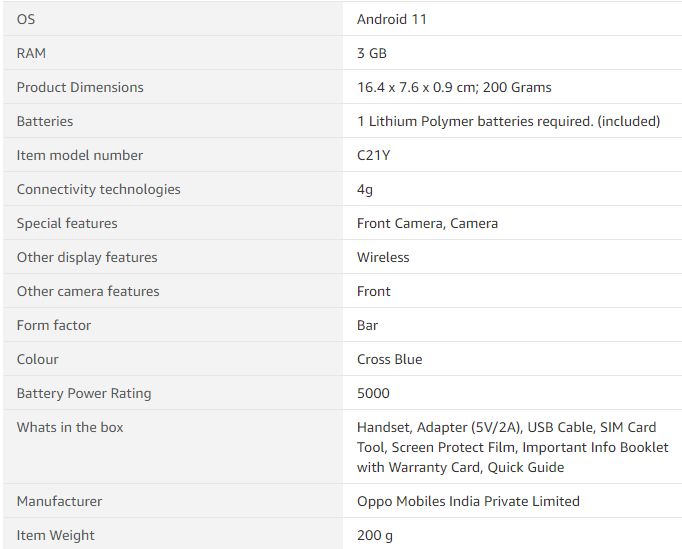 OS Android 11
RAM 3 GB
Product Dimensions 16.4 x 7.6 x 0.9 cm; 200 Grams
Batteries 1 Lithium Polymer batteries required. (included)
Item model number C21Y
Connectivity technologies 4g
Special features Front Camera, Camera
Other display features Wireless
Other camera features Front
Form factor Bar
Colour Cross Blue
Battery Power Rating 5000
Whats in the box Handset, Adapter (5V/2A), USB Cable, SIM Card
Tool, Screen Protect Film, Important Info Booklet
with Warranty Card, Quick Guide
Manufacturer Oppo Mobiles India Private Limited
Item Weight 200 g